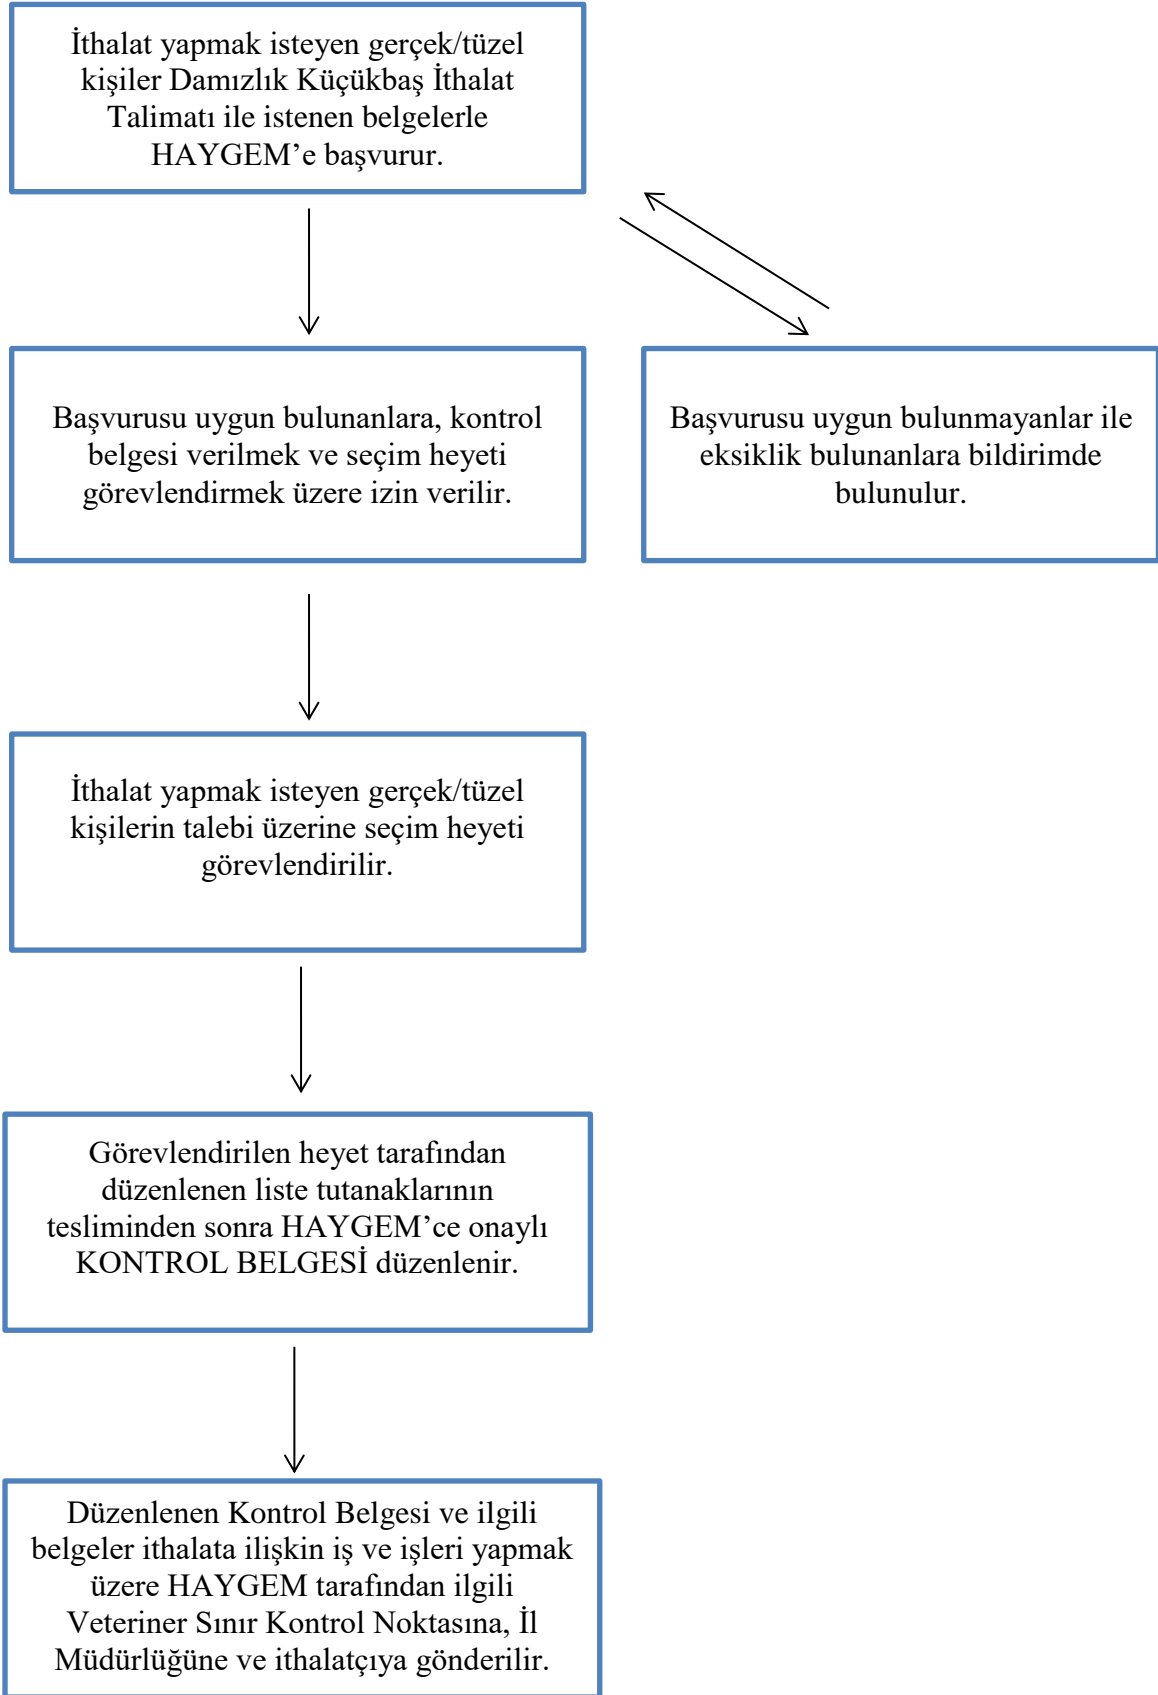 İthalat yapmak isteyen gerçek/tüzel
kişiler Damızlık Küçükbaş İthalat
Talimatı ile istenen belgelerle
HAYGEM’e başvurur.
Başvurusu uygun bulunanlara, kontrol
belgesi verilmek ve seçim heyeti
görevlendirmek üzere izin verilir.
Başvurusu uygun bulunmayanlar ile
eksiklik bulunanlara bildirimde
bulunulur.
İthalat yapmak isteyen gerçek/tüzel
kişilerin talebi üzerine seçim heyeti
görevlendirilir.
Görevlendirilen heyet tarafından
düzenlenen liste tutanaklarının
tesliminden sonra HAYGEM’ce onaylı
KONTROL BELGESİ düzenlenir.
Düzenlenen Kontrol Belgesi ve ilgili
belgeler ithalata ilişkin iş ve işleri yapmak
üzere HAYGEM tarafından ilgili
Veteriner Sınır Kontrol Noktasına, İl
Müdürlüğüne ve ithalatçıya gönderilir.